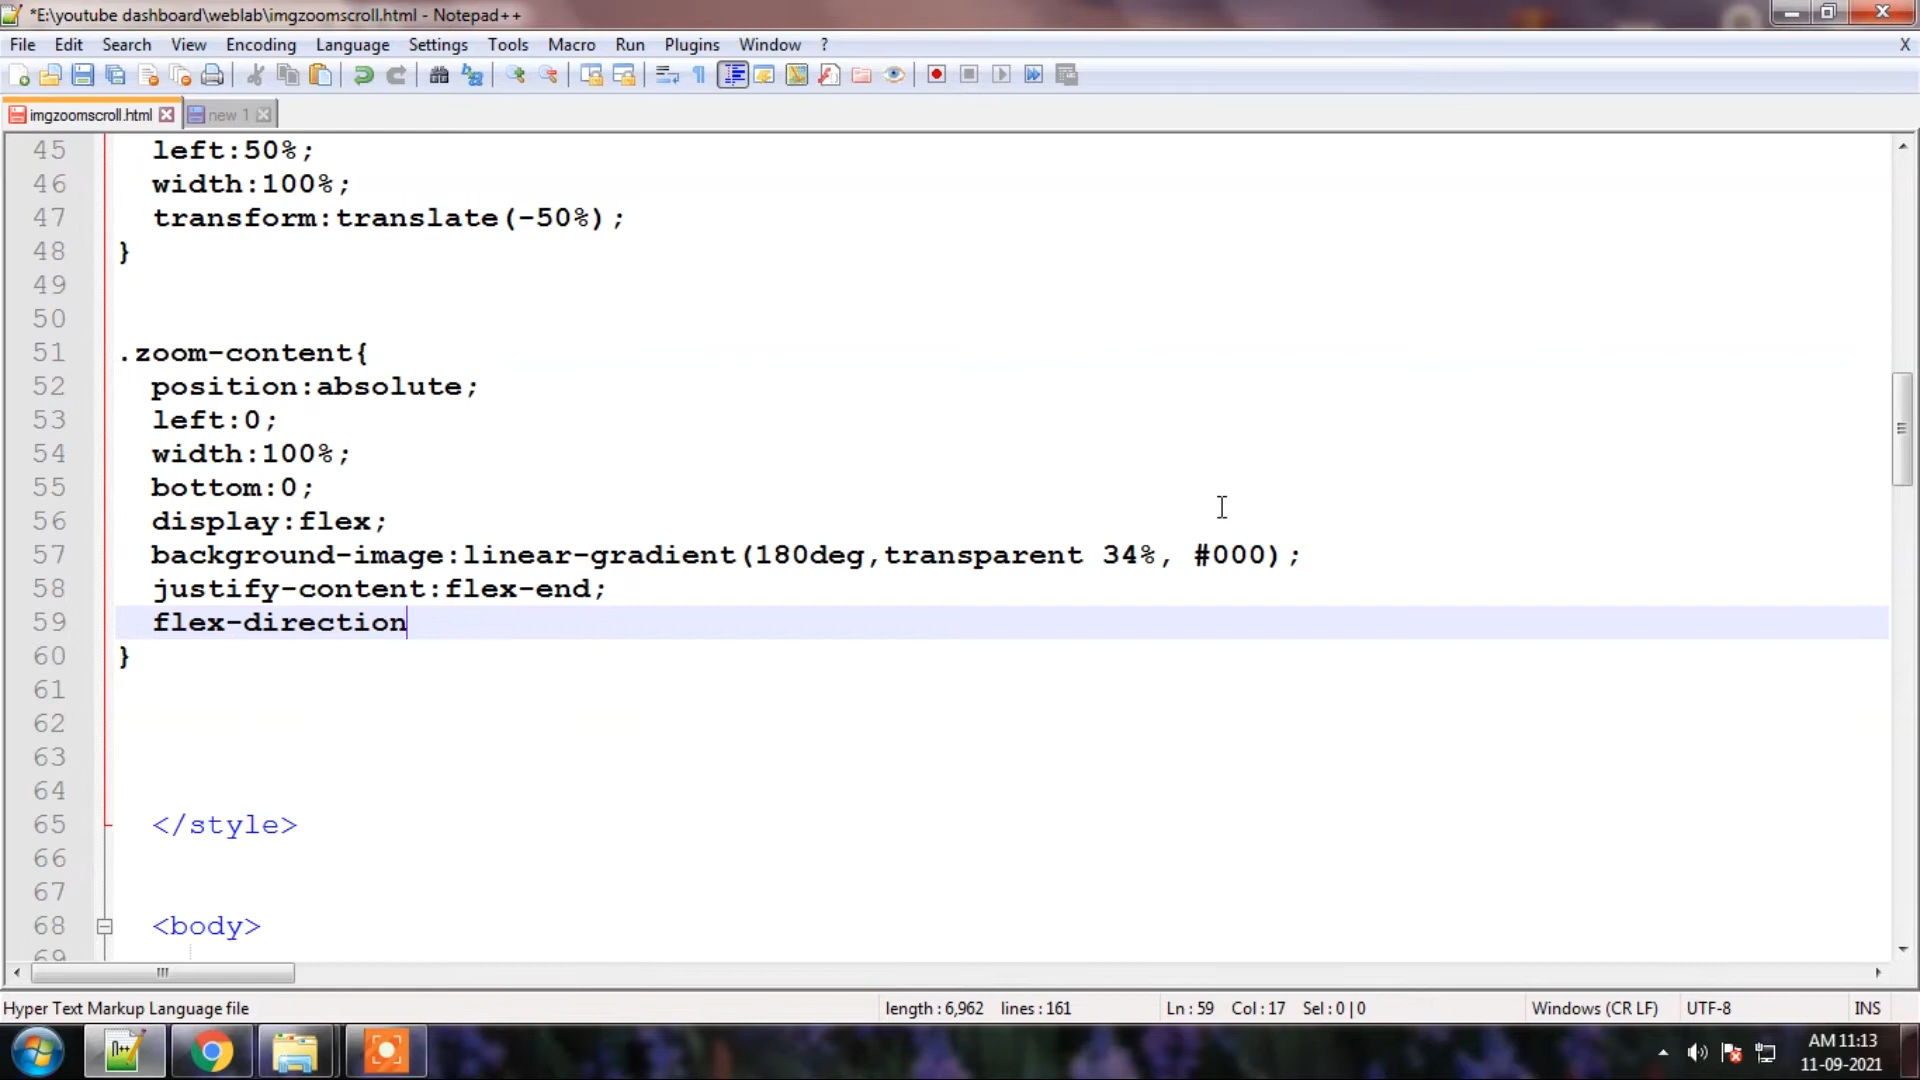 *E:\youtube dashboard\weblab\imgzoomscroll.html - Notepad++
File Edit Search View Encoding Language Settings Tools Macro Run Plugins Window ? X
imgzoomscroll.html new 1
45 left:50%;
46 width:100%;
47 transform:translate(-50%);
48 }
49
50
51 .zoom-content{
52 position:absolute;
53 left:0;
54 width:100%;
55 bottom:0;
56 display:flex;
57 background-image:linear-gradient(180deg,transparent 34%, #000);
58 justify-content:flex-end;
59 flex-direction
60 }
61
62
63
64
65 </style>
66
67
68 <body>
69
Hyper Text Markup Language file length : 6,962 lines : 161 Ln : 59 Col : 17 Sel : 0 | 0 Windows (CR LF) UTF-8 INS
AM 11:13
11-09-2021